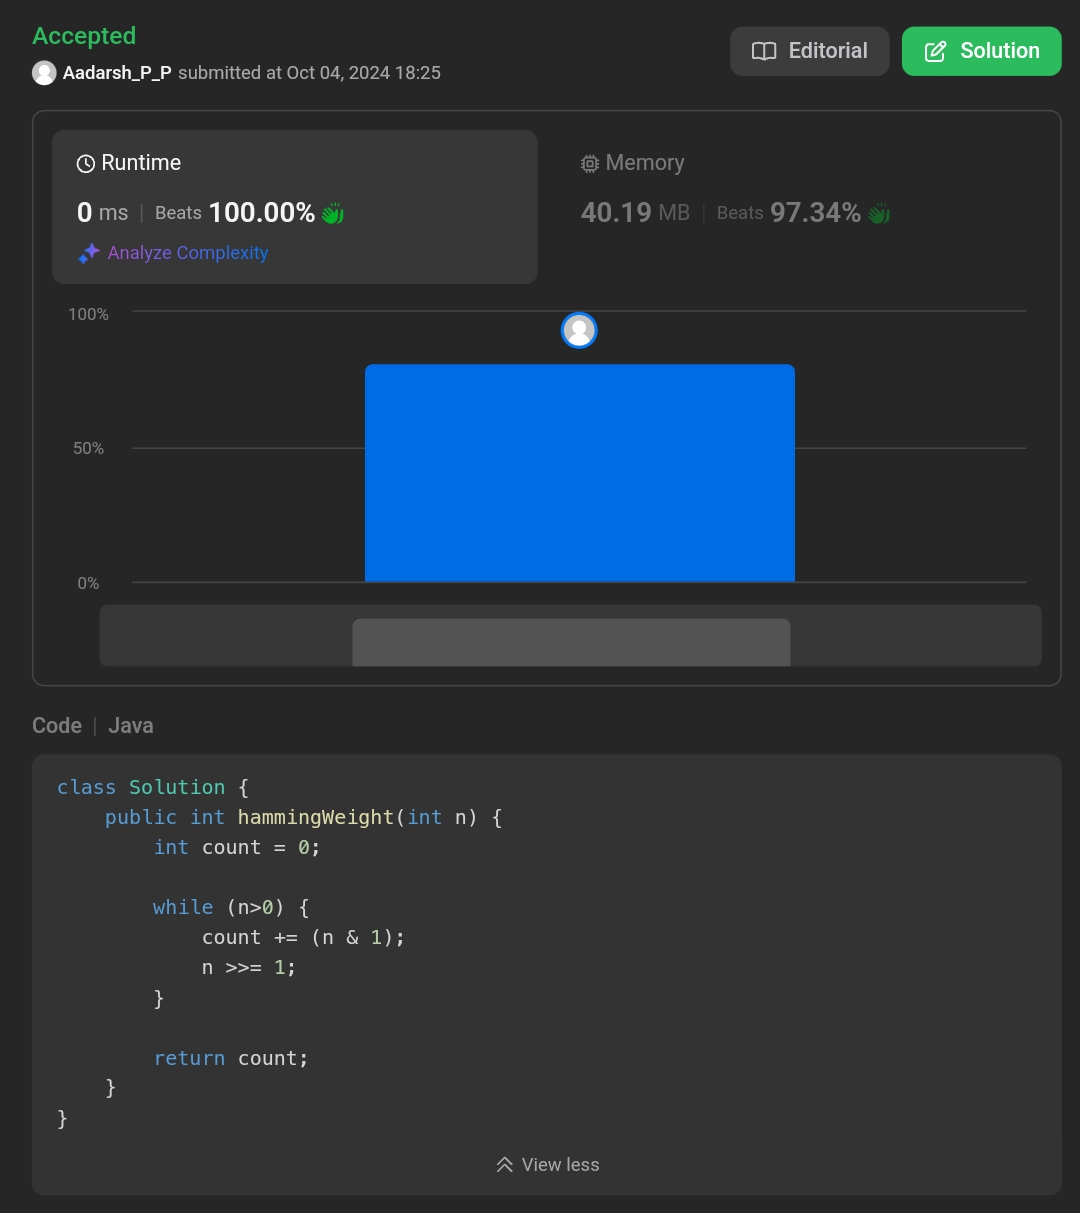 Accepted
Editorial
Solution
Aadarsh_P_P submitted at Oct 04, 2024 18:25
Runtime
0 ms | Beats 100.00%
Analyze Complexity
Memory
40.19 MB | Beats 97.34%
100%
50%
0%
Code | Java
class Solution {
    public int hammingWeight(int n) {
        int count = 0;

        while (n>0) {
            count += (n & 1);
            n >>= 1;
        }

        return count;
    }
}
View less